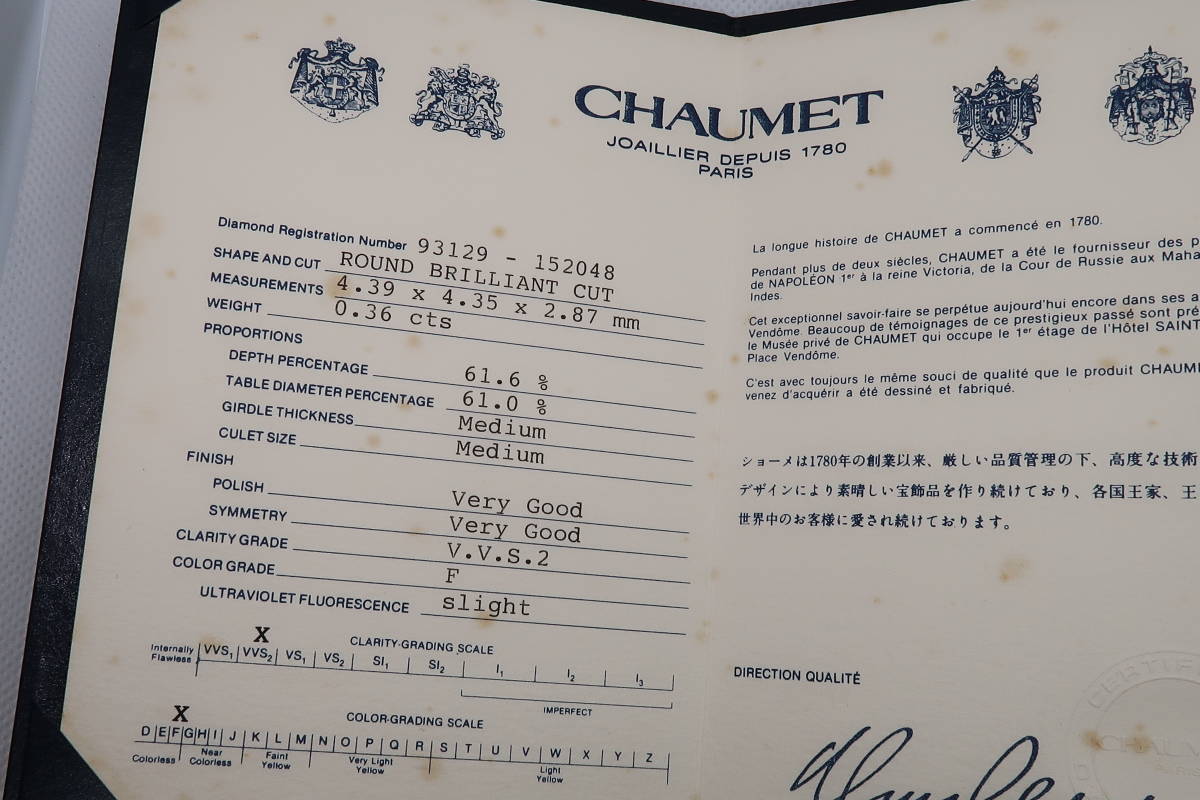 CHAUMET
JOAILLIER DEPUIS 1780
PARIS
Diamond Registration Number 93129 - 152048
SHAPE AND CUT ROUND BRILLIANT CUT
MEASUREMENTS 4.39 x 4.35 x 2.87 mm
WEIGHT 0.36 cts
PROPORTIONS
DEPTH PERCENTAGE 61.6 %
TABLE DIAMETER PERCENTAGE 61.0 %
GIRDLE THICKNESS Medium
CULET SIZE Medium
FINISH
POLISH Very Good
SYMMETRY Very Good
CLARITY GRADE V.V.S.2
COLOR GRADE F
ULTRAVIOLET FLUORESCENCE slight
X
CLARITY-GRADING SCALE
Internally Flawless VVS1 VVS2 VS1 VS2 SI1 SI2 I1 I2 I3
IMPERFECT
X
COLOR-GRADING SCALE
D E F G H I J K L M N O P Q R S T U V W X Y Z
Colorless Near Colorless Faint Yellow Very Light Yellow Light Yellow
La longue histoire de CHAUMET a commencé en 1780.
Pendant plus de deux siècles, CHAUMET a été le fournisseur des
de NAPOLÉON 1er à la reine Victoria, de la Cour de Russie aux
Indes.
Cet exceptionnel savoir-faire se perpétue aujourd'hui encore dans ses
Vendôme. Beaucoup de témoignages de ce prestigieux passé sont
le Musée privé de CHAUMET qui occupe le 1er étage de l'Hôtel SAINT
Place Vendôme.
C'est avec toujours le même souci de qualité que le produit CHAUM
venez d'acquérir a été dessiné et fabriqué.
ショーメは1780年の創業以来、厳しい品質管理の下、高度な技術
デザインにより素晴しい宝飾品を作り続けており、各国王家、王
世界中のお客様に愛され続けております。
DIRECTION QUALITÉ
CERTIF
CHAUM